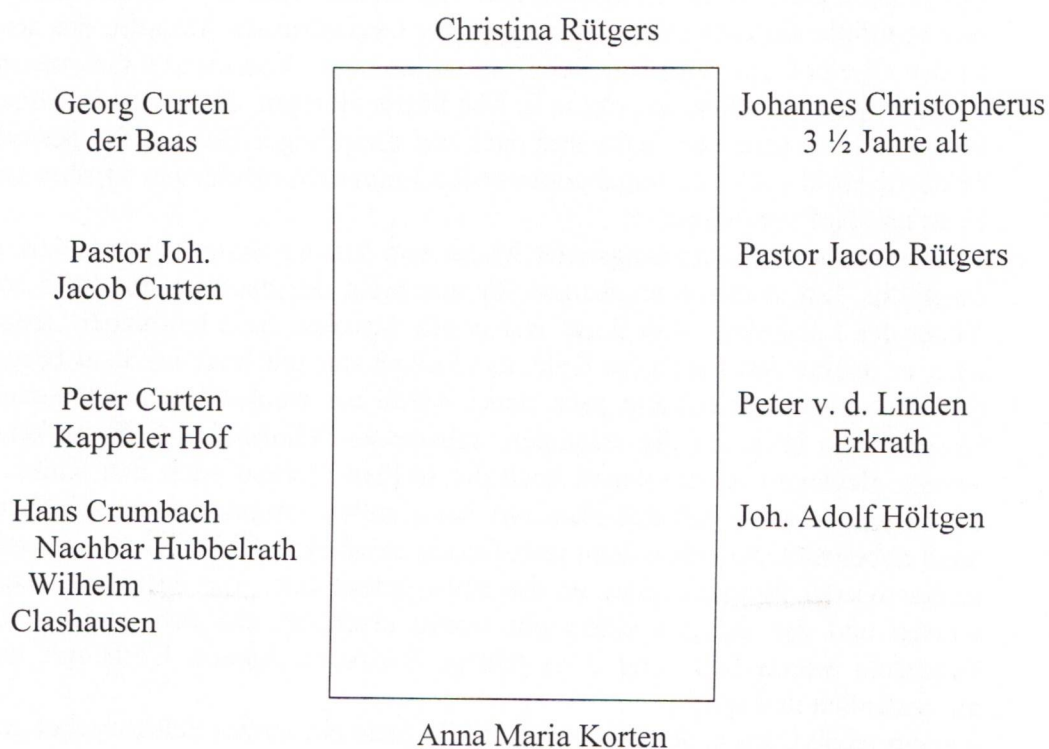 Christina Rütgers
Georg Curten
der Baas
Johannes Christopherus
3 ½ Jahre alt
Pastor Joh.
Jacob Curten
Pastor Jacob Rütgers
Peter Curten
Kappeler Hof
Peter v. d. Linden
Erkrath
Hans Crumbach
Nachbar Hubbelrath
Wilhelm
Clashausen
Joh. Adolf Höltgen
Anna Maria Korten